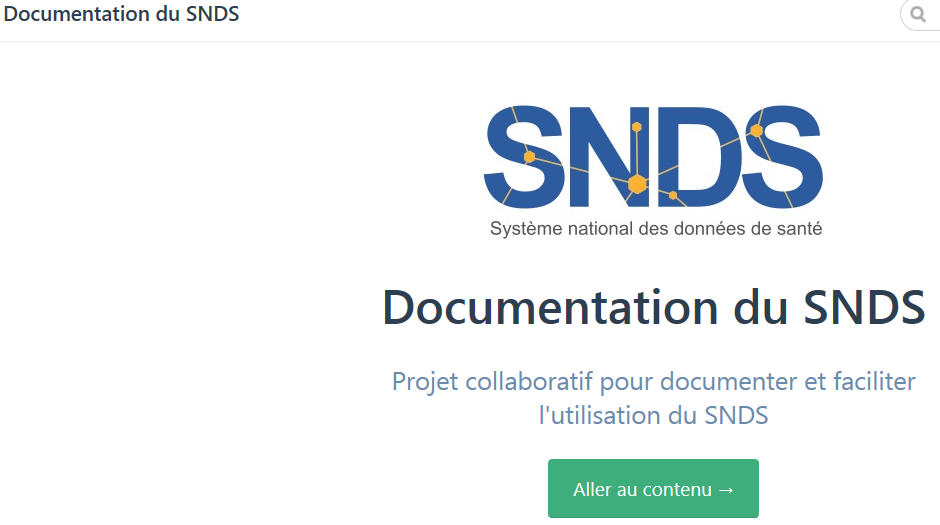 Documentation du SNDS
SNDS
Système national des données de santé
Documentation du SNDS
Projet collaboratif pour documenter et faciliter
l'utilisation du SNDS
Aller au contenu →